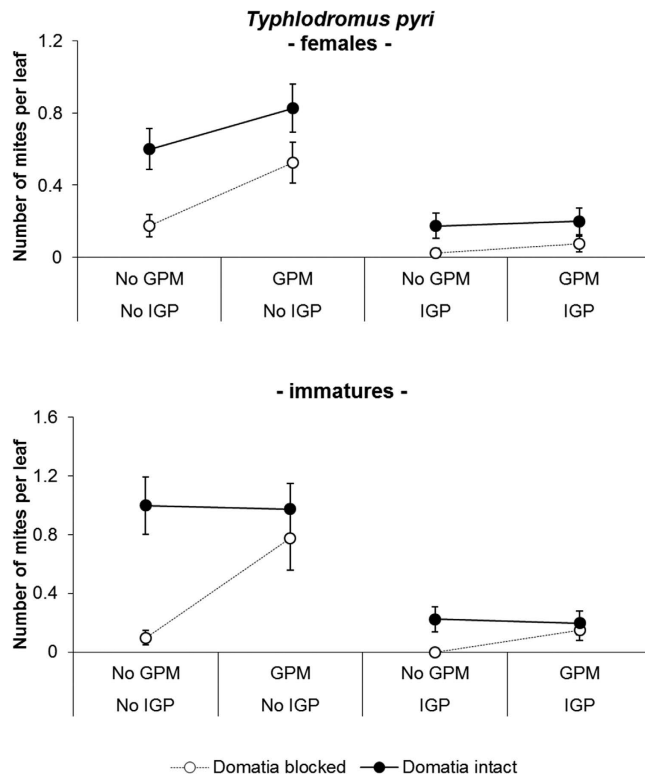 Typhlodromus pyri
- females -
Number of mites per leaf
1.2
0.8
0.4
0
No GPM GPM No GPM GPM
No IGP No IGP IGP IGP
- immatures -
Number of mites per leaf
1.6
1.2
0.8
0.4
0
No GPM GPM No GPM GPM
No IGP No IGP IGP IGP
Domatia blocked Domatia intact